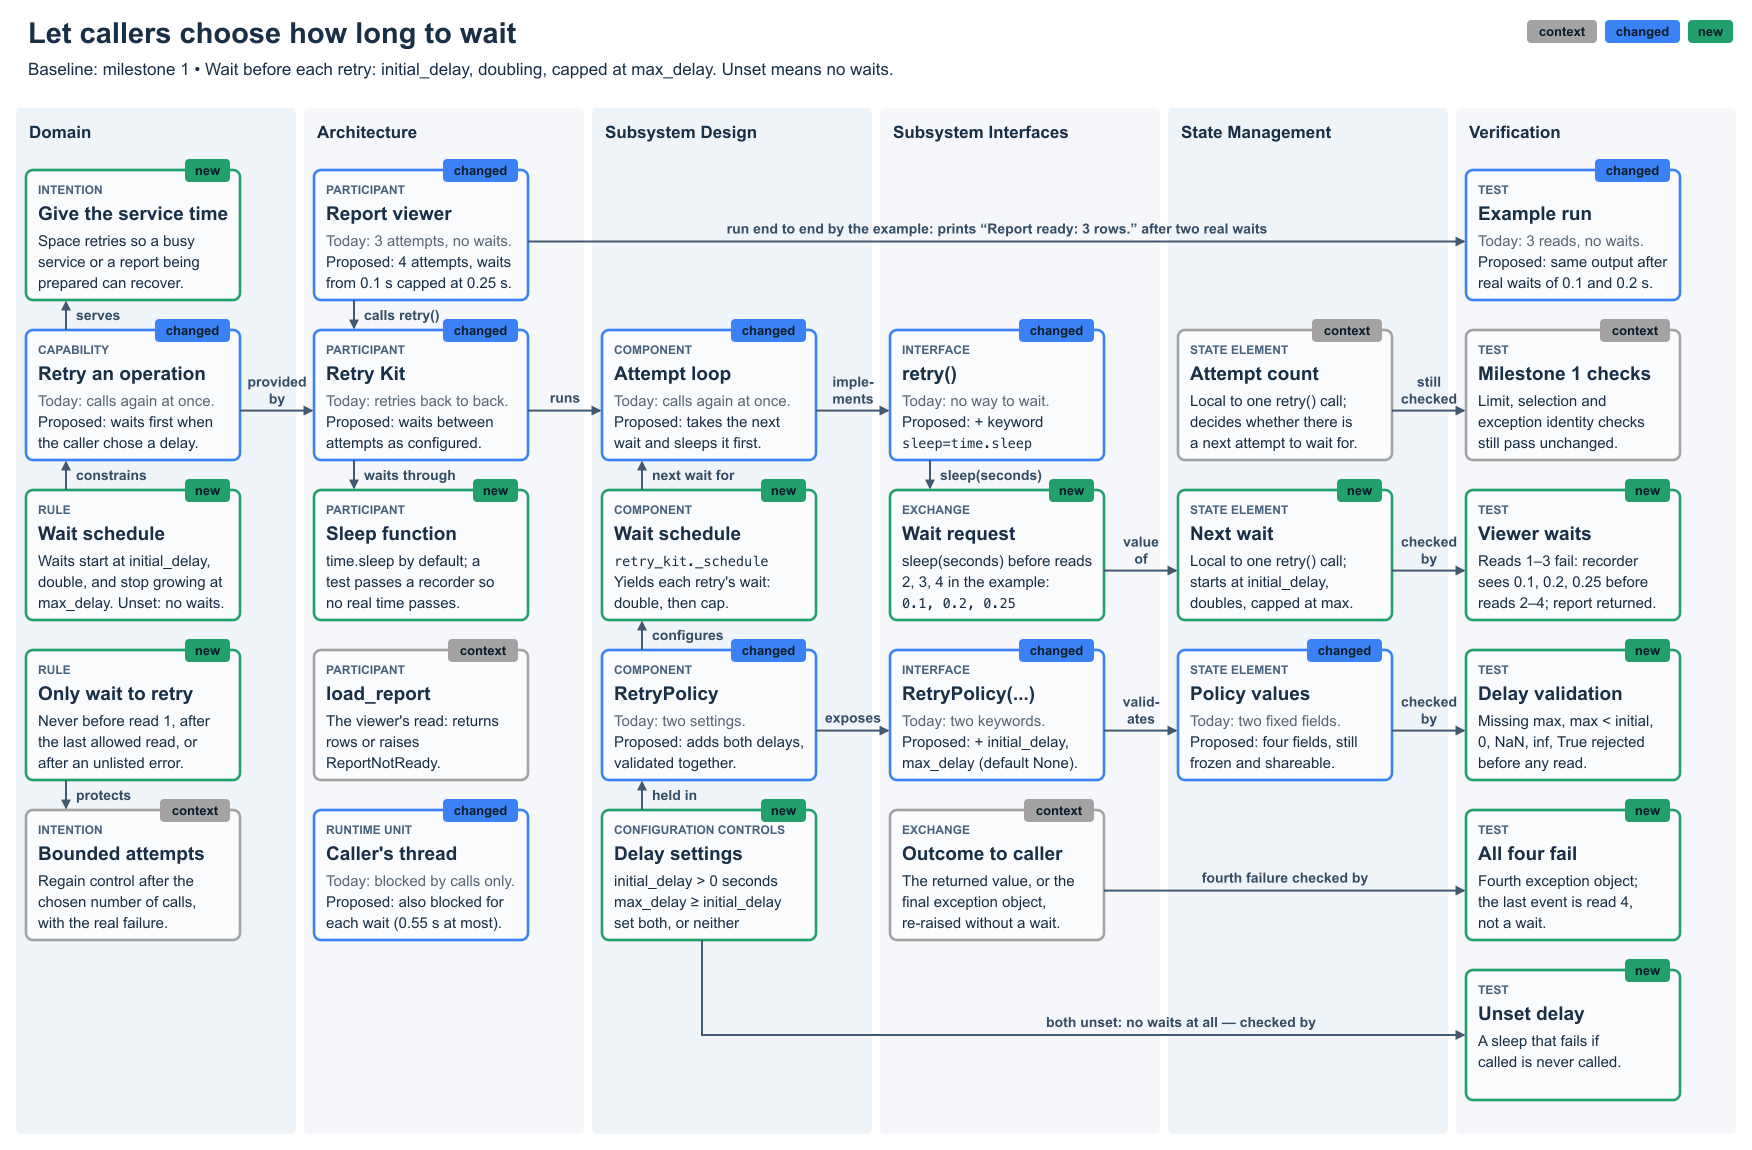 Let callers choose how long to wait
context
changed
new
Baseline: milestone 1 • Wait before each retry: initial_delay, doubling, capped at max_delay. Unset means no waits.
Domain
new
INTENTION
Give the service time
Space retries so a busy
service or a report being
prepared can recover.
serves
changed
CAPABILITY
Retry an operation
Today: calls again at once.
Proposed: waits first when
the caller chose a delay.
provided
by
constrains
new
RULE
Wait schedule
Waits start at initial_delay,
double, and stop growing at
max_delay. Unset: no waits.
new
RULE
Only wait to retry
Never before read 1, after
the last allowed read, or
after an unlisted error.
protects
context
INTENTION
Bounded attempts
Regain control after the
chosen number of calls,
with the real failure.
Architecture
changed
PARTICIPANT
Report viewer
Today: 3 attempts, no waits.
Proposed: 4 attempts, waits
from 0.1 s capped at 0.25 s.
run end to end by the example: prints “Report ready: 3 rows.” after two real waits
calls retry()
changed
PARTICIPANT
Retry Kit
Today: retries back to back.
Proposed: waits between
attempts as configured.
runs
waits through
new
PARTICIPANT
Sleep function
time.sleep by default; a
test passes a recorder so
no real time passes.
context
PARTICIPANT
load_report
The viewer's read: returns
rows or raises
ReportNotReady.
changed
RUNTIME UNIT
Caller's thread
Today: blocked by calls only.
Proposed: also blocked for
each wait (0.55 s at most).
Subsystem Design
changed
COMPONENT
Attempt loop
Today: calls again at once.
Proposed: takes the next
wait and sleeps it first.
imple-
ments
next wait for
new
COMPONENT
Wait schedule
retry_kit._schedule
Yields each retry's wait:
double, then cap.
configures
changed
COMPONENT
RetryPolicy
Today: two settings.
Proposed: adds both delays,
validated together.
exposes
held in
new
CONFIGURATION CONTROLS
Delay settings
initial_delay > 0 seconds
max_delay ≥ initial_delay
set both, or neither
both unset: no waits at all — checked by
Subsystem Interfaces
changed
INTERFACE
retry()
Today: no way to wait.
Proposed: + keyword
sleep=time.sleep
sleep(seconds)
new
EXCHANGE
Wait request
sleep(seconds) before reads
2, 3, 4 in the example:
0.1, 0.2, 0.25
value
of
changed
INTERFACE
RetryPolicy(...)
Today: two keywords.
Proposed: + initial_delay,
max_delay (default None).
valid-
ates
context
EXCHANGE
Outcome to caller
The returned value, or the
final exception object,
re-raised without a wait.
fourth failure checked by
State Management
context
STATE ELEMENT
Attempt count
Local to one retry() call;
decides whether there is
a next attempt to wait for.
still
checked
new
STATE ELEMENT
Next wait
Local to one retry() call;
starts at initial_delay,
doubles, capped at max.
checked
by
changed
STATE ELEMENT
Policy values
Today: two fixed fields.
Proposed: four fields, still
frozen and shareable.
checked
by
Verification
changed
TEST
Example run
Today: 3 reads, no waits.
Proposed: same output after
real waits of 0.1 and 0.2 s.
context
TEST
Milestone 1 checks
Limit, selection and
exception identity checks
still pass unchanged.
new
TEST
Viewer waits
Reads 1–3 fail: recorder
sees 0.1, 0.2, 0.25 before
reads 2–4; report returned.
new
TEST
Delay validation
Missing max, max < initial,
0, NaN, inf, True rejected
before any read.
new
TEST
All four fail
Fourth exception object;
the last event is read 4,
not a wait.
new
TEST
Unset delay
A sleep that fails if
called is never called.